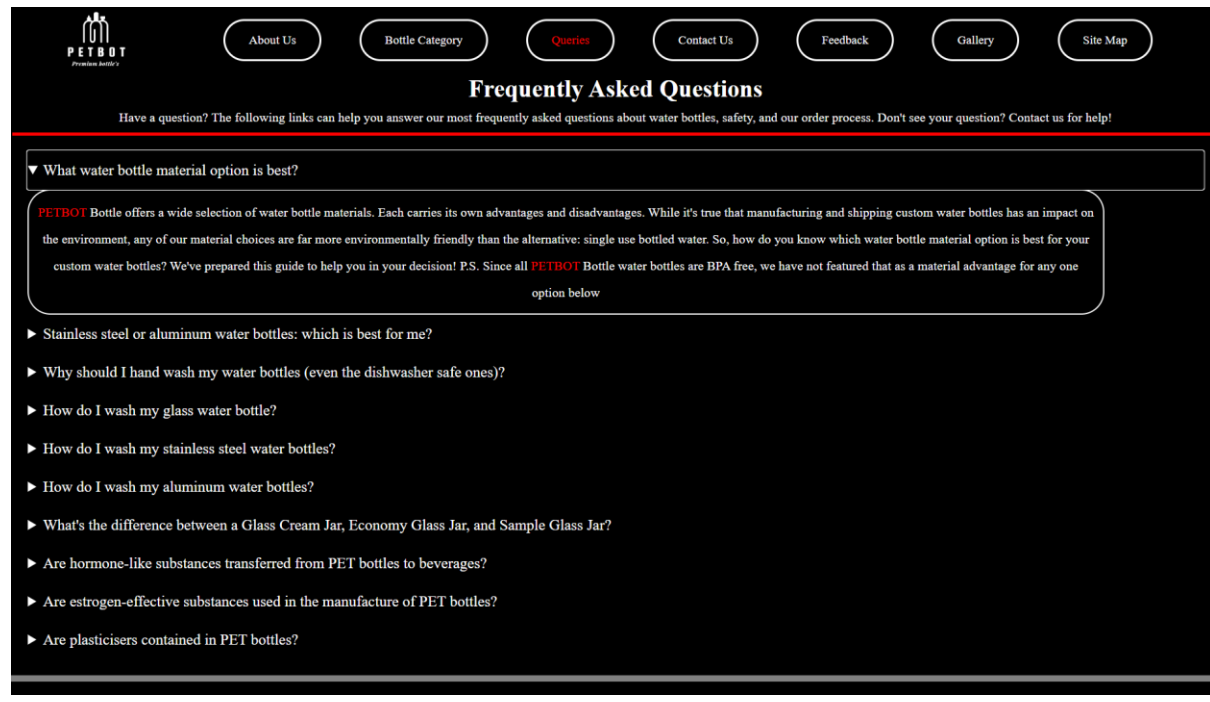 PETBOT
Premium bottle's
About Us
Bottle Category
Queries
Contact Us
Feedback
Gallery
Site Map
Frequently Asked Questions
Have a question? The following links can help you answer our most frequently asked questions about water bottles, safety, and our order process. Don't see your question? Contact us for help!
What water bottle material option is best?
PETBOT Bottle offers a wide selection of water bottle materials. Each carries its own advantages and disadvantages. While it's true that manufacturing and shipping custom water bottles has an impact on
the environment, any of our material choices are far more environmentally friendly than the alternative: single use bottled water. So, how do you know which water bottle material option is best for your
custom water bottles? We've prepared this guide to help you in your decision! P.S. Since all PETBOT Bottle water bottles are BPA free, we have not featured that as a material advantage for any one
option below
Stainless steel or aluminum water bottles: which is best for me?
Why should I hand wash my water bottles (even the dishwasher safe ones)?
How do I wash my glass water bottle?
How do I wash my stainless steel water bottles?
How do I wash my aluminum water bottles?
What's the difference between a Glass Cream Jar, Economy Glass Jar, and Sample Glass Jar?
Are hormone-like substances transferred from PET bottles to beverages?
Are estrogen-effective substances used in the manufacture of PET bottles?
Are plasticisers contained in PET bottles?